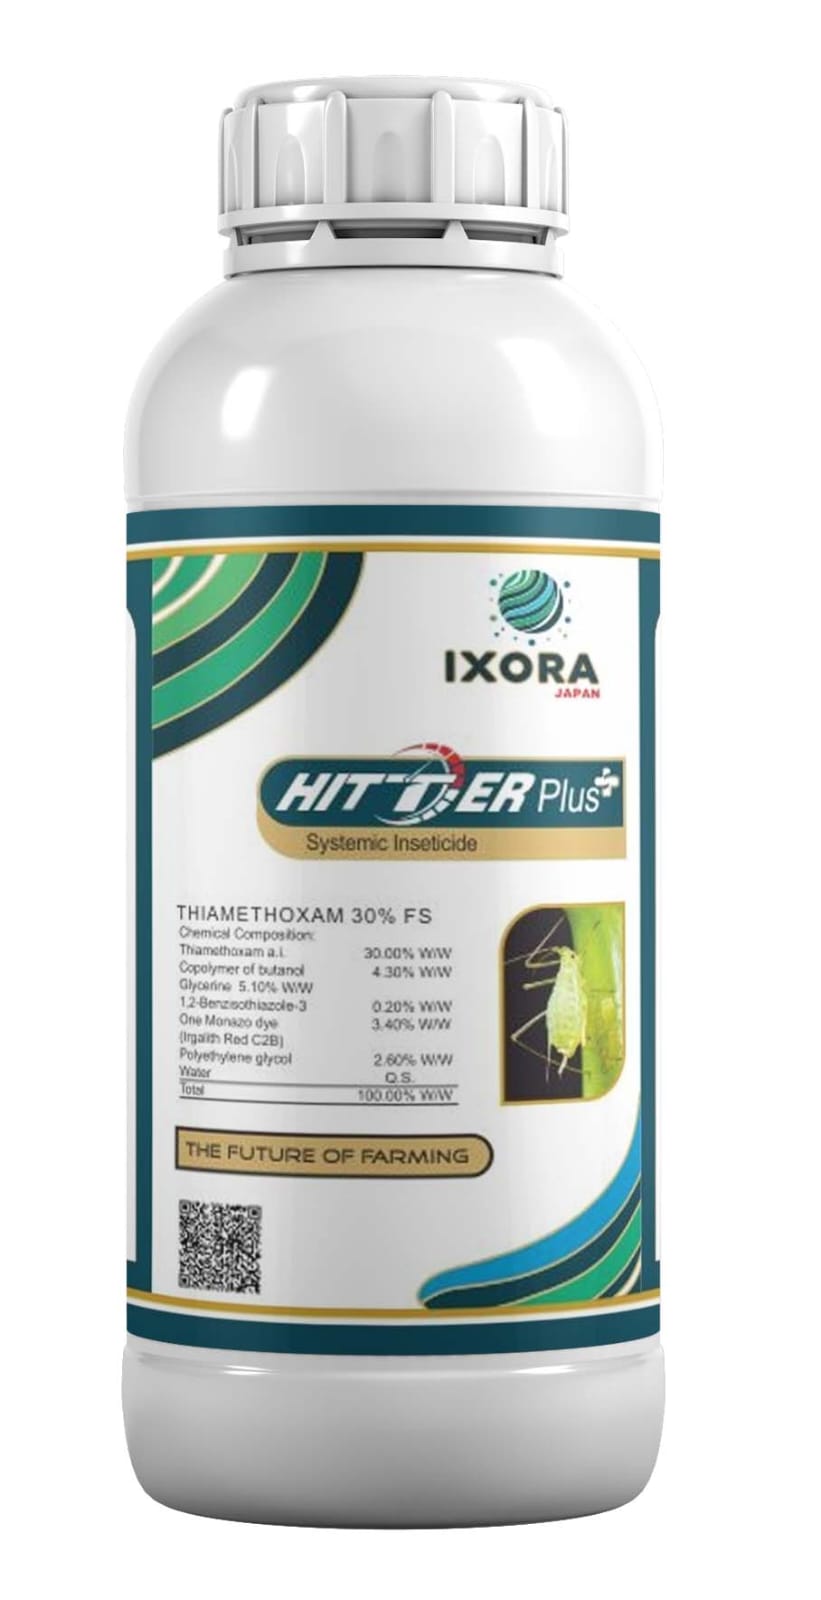 IXORA
JAPAN
HITTER Plus
Systemic Inseticide
THIAMETHOXAM 30% FS
Chemical Composition:
Thiamethoxam a.i. 30.00% W/W
Copolymer of butanol 4.30% W/W
Glycerine 5.10% W/W
1,2-Benzisothiazole-3 0.20% W/W
One Monazo dye 3.40% W/W
(Irgalith Red C2B)
Polyethylene glycol 2.60% W/W
Water Q.S.
Total 100.00% W/W
THE FUTURE OF FARMING